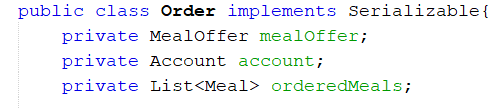 public class Order implements Serializable{
    private MealOffer mealOffer;
    private Account account;
    private List<Meal> orderedMeals;